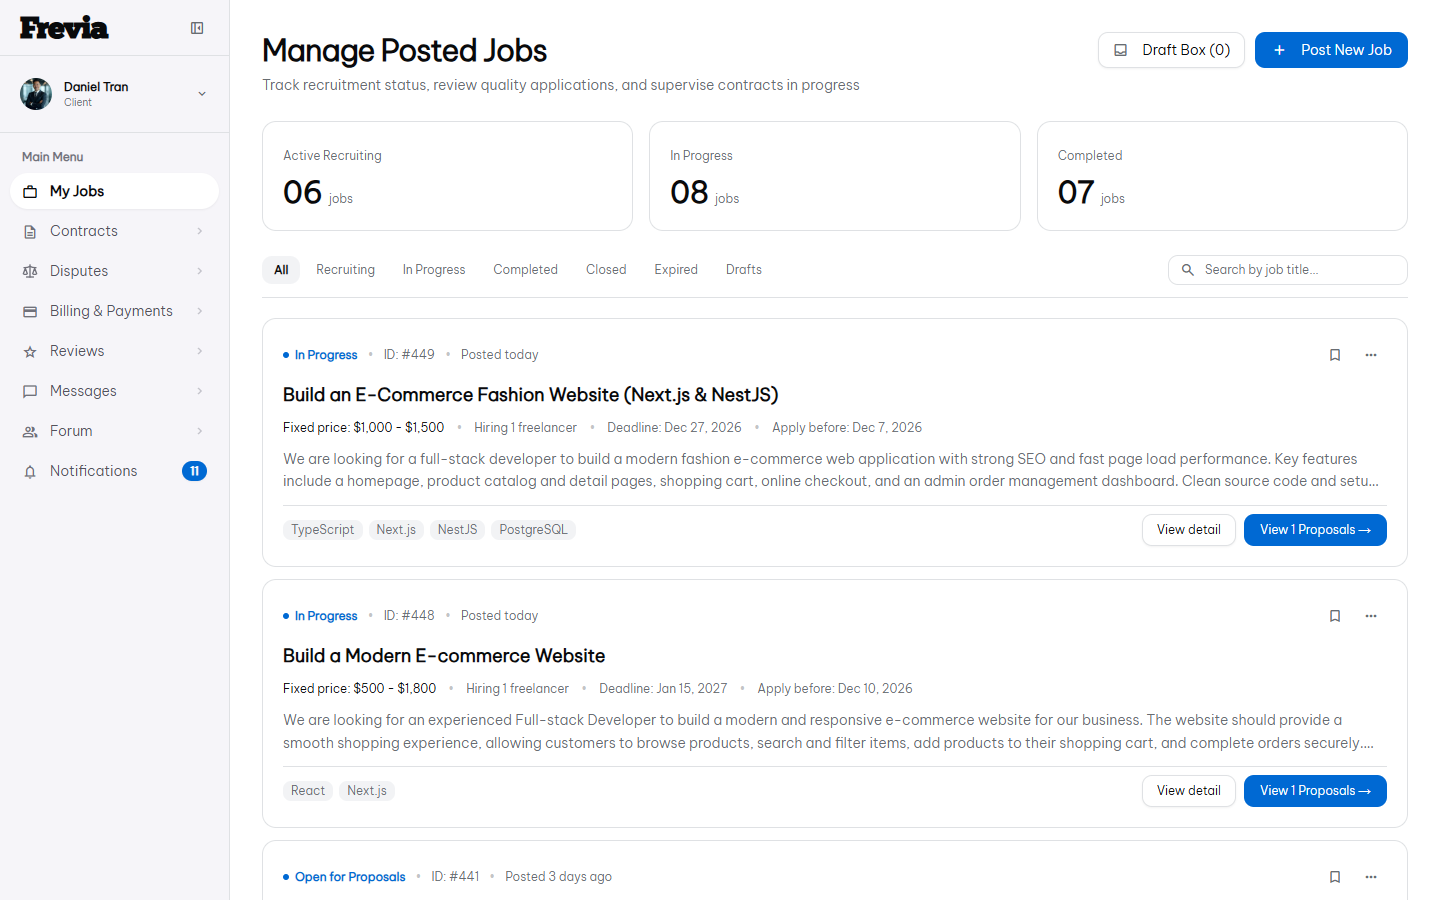 Frevia
Daniel Tran
Client
Main Menu
My Jobs
Contracts
Disputes
Billing & Payments
Reviews
Messages
Forum
Notifications 11
Manage Posted Jobs
Track recruitment status, review quality applications, and supervise contracts in progress
Draft Box (0)
+ Post New Job
Active Recruiting
06 jobs
In Progress
08 jobs
Completed
07 jobs
All Recruiting In Progress Completed Closed Expired Drafts
Search by job title...
• In Progress • ID: #449 • Posted today
Build an E-Commerce Fashion Website (Next.js & NestJS)
Fixed price: $1,000 - $1,500 • Hiring 1 freelancer • Deadline: Dec 27, 2026 • Apply before: Dec 7, 2026
We are looking for a full-stack developer to build a modern fashion e-commerce web application with strong SEO and fast page load performance. Key features
include a homepage, product catalog and detail pages, shopping cart, online checkout, and an admin order management dashboard. Clean source code and setu...
TypeScript Next.js NestJS PostgreSQL
View detail
View 1 Proposals →
• In Progress • ID: #448 • Posted today
Build a Modern E-commerce Website
Fixed price: $500 - $1,800 • Hiring 1 freelancer • Deadline: Jan 15, 2027 • Apply before: Dec 10, 2026
We are looking for an experienced Full-stack Developer to build a modern and responsive e-commerce website for our business. The website should provide a
smooth shopping experience, allowing customers to browse products, search and filter items, add products to their shopping cart, and complete orders securely....
React Next.js
View detail
View 1 Proposals →
• Open for Proposals • ID: #441 • Posted 3 days ago